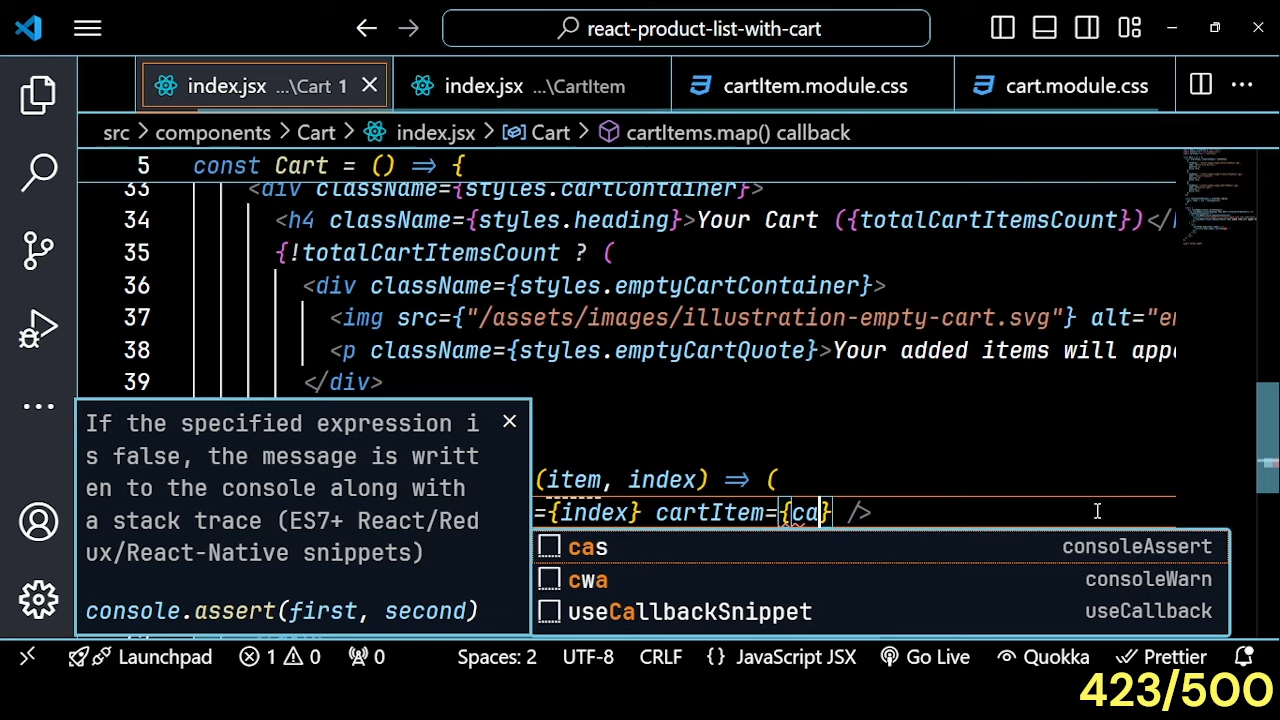 react-product-list-with-cart
index.jsx ...\Cart 1
index.jsx ...\CartItem
cartItem.module.css
cart.module.css
src > components > Cart > index.jsx > Cart > cartItems.map() callback
5 const Cart = () => {
33 <div className={styles.cartContainer}>
34 <h4 className={styles.heading}>Your Cart ({totalCartItemsCount})</
35 {!totalCartItemsCount ? (
36 <div className={styles.emptyCartContainer}>
37 <img src={"/assets/images/illustration-empty-cart.svg"} alt="e
38 <p className={styles.emptyCartQuote}>Your added items will appe
39 </div>
If the specified expression i
s false, the message is writt
en to the console along with
a stack trace (ES7+ React/Red
ux/React-Native snippets)
console.assert(first, second)
(item, index) => (
={index} cartItem={ca} />
cas consoleAssert
cwa consoleWarn
useCallbackSnippet useCallback
Launchpad 1 0 0 Spaces: 2 UTF-8 CRLF {} JavaScript JSX Go Live Quokka Prettier
423/500